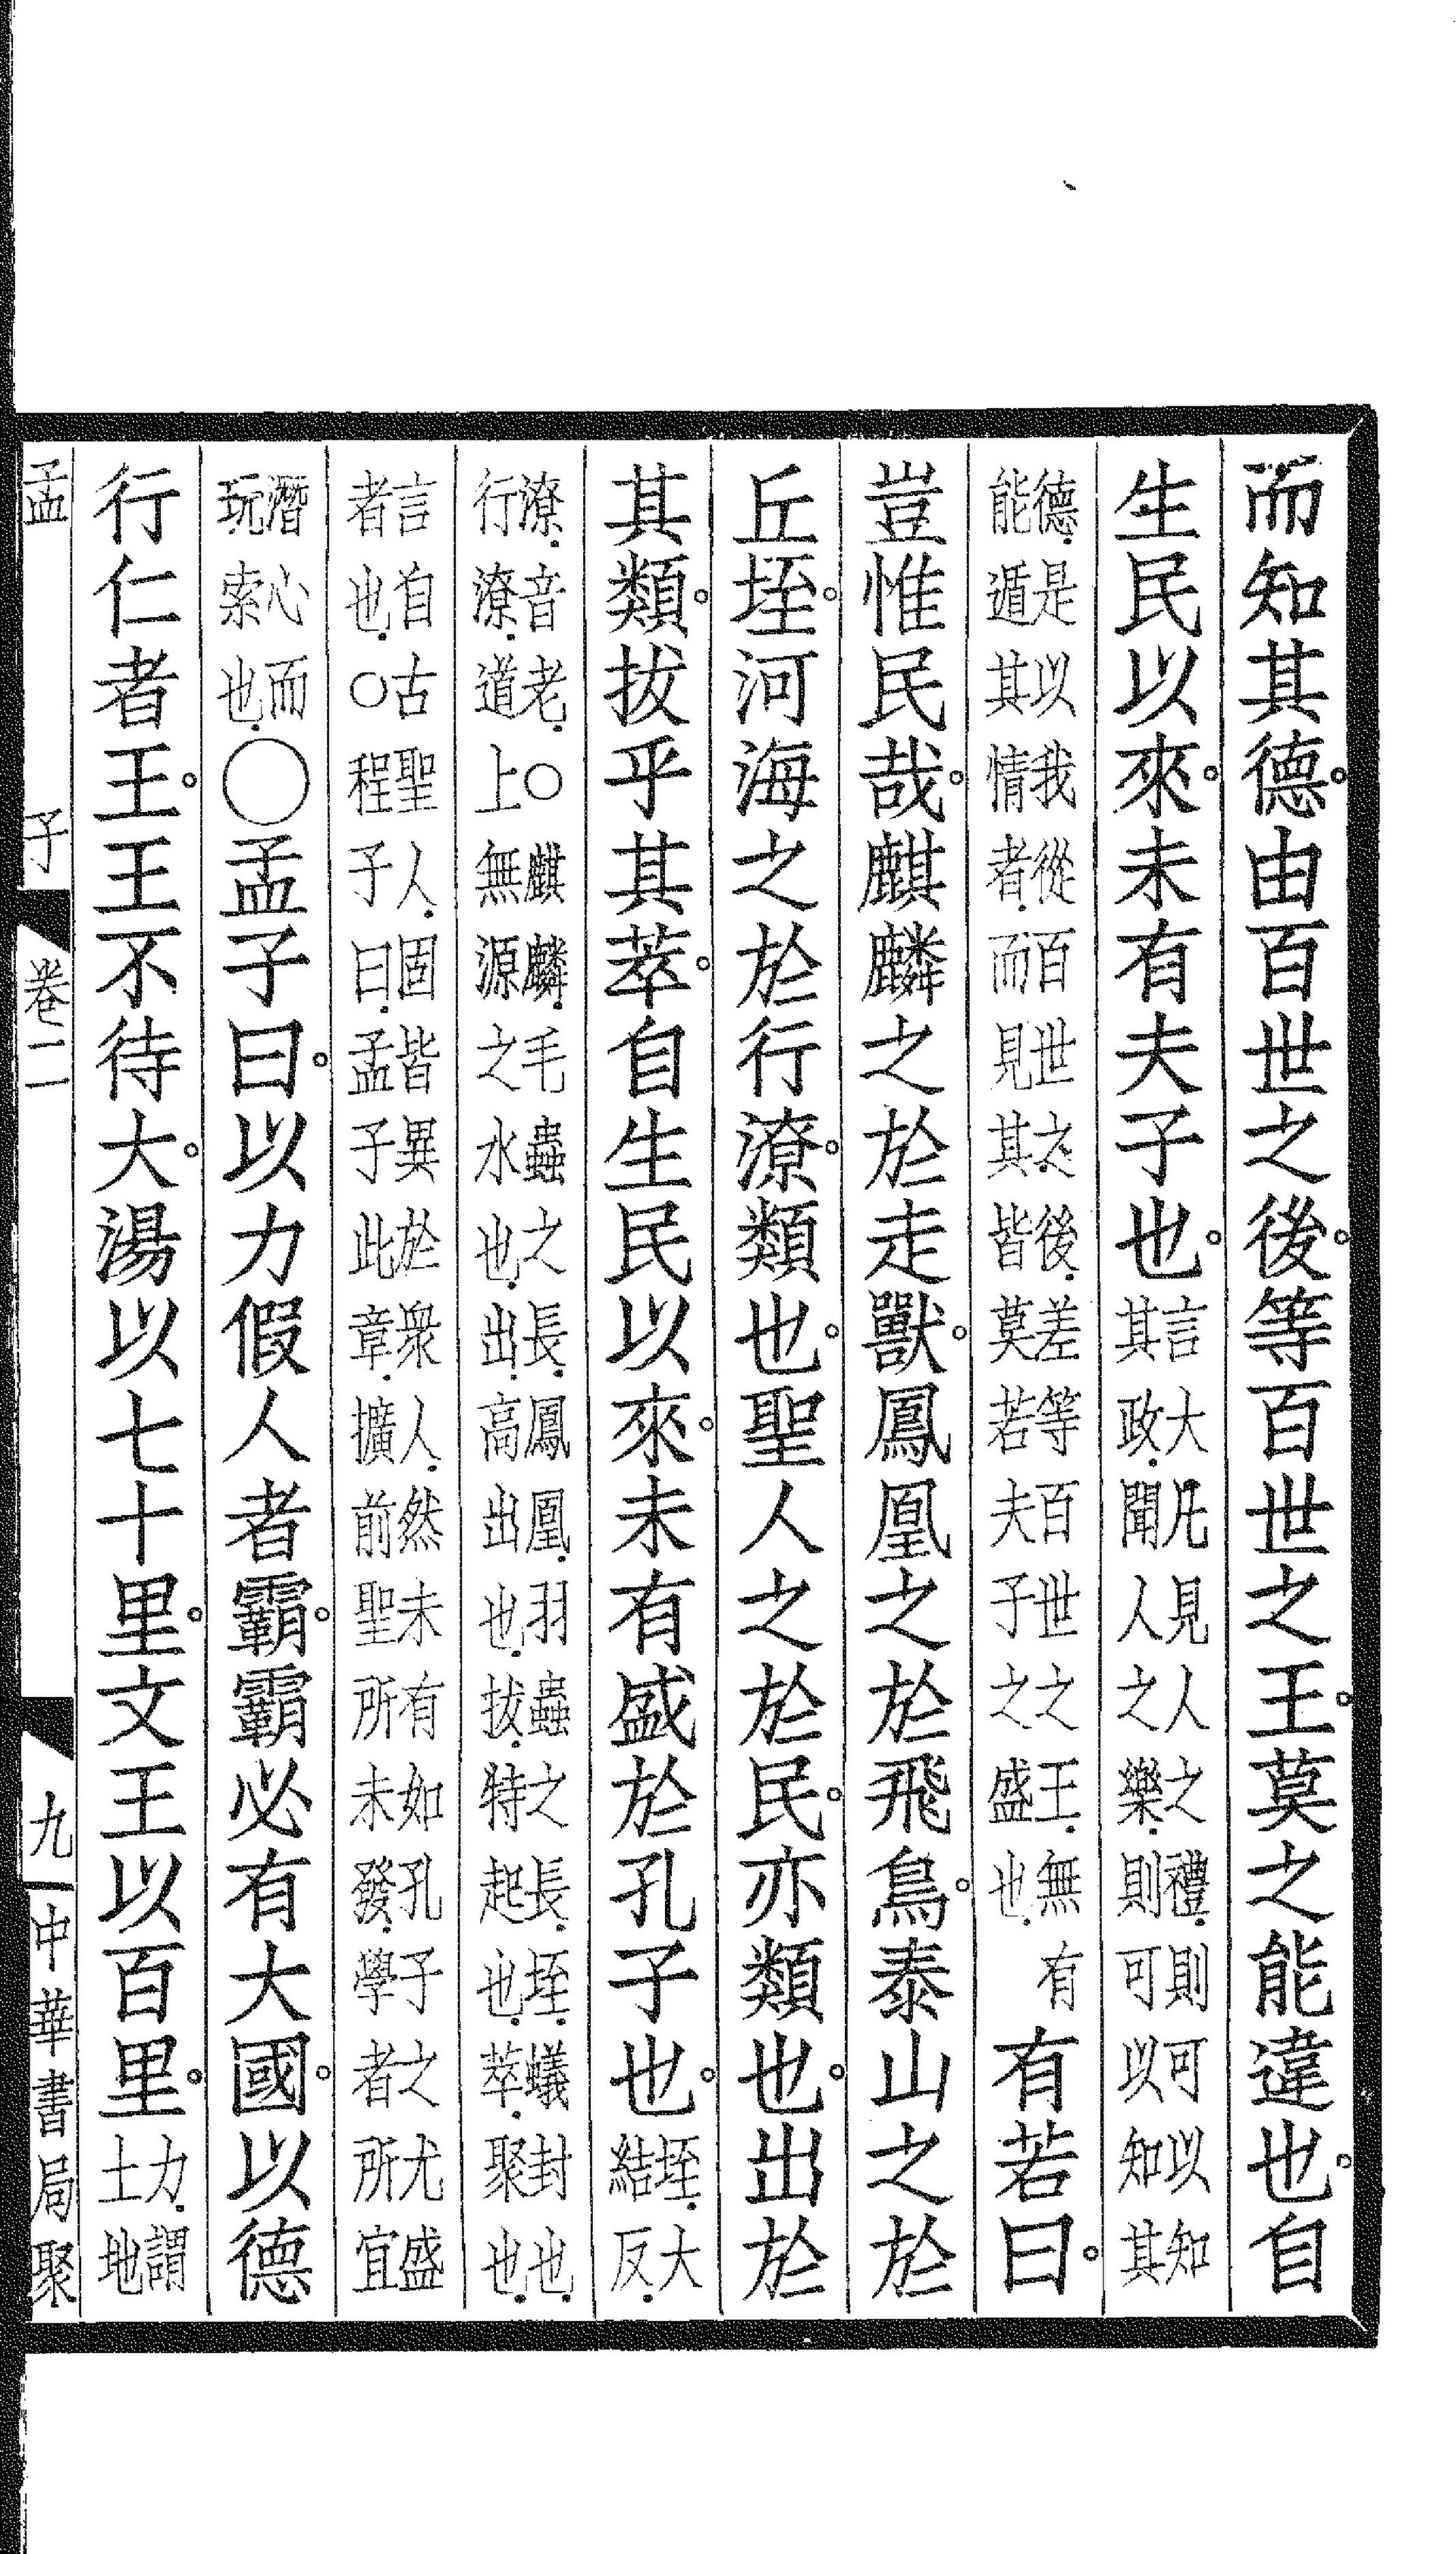 而知其德。由百世之後。等百世之王。莫之能違也。自
生民以來。未有夫子也。言大凡見人之禮.則可以知其政.聞人之樂.則可以知其
德.是以我從百世之後.差等百世之王.無有能遁其情者.而見其皆莫若夫子之盛也.有若曰。
豈惟民哉。麒麟之於走獸。鳳凰之於飛鳥。泰山之於
丘垤。河海之於行潦。類也。聖人之於民。亦類也。出於
其類。拔乎其萃。自生民以來。未有盛於孔子也。垤.大結反.
潦.音老.○麒麟.毛蟲之長.鳳凰.羽蟲之長.垤.蟻封也.行潦.道上無源之水也.出.高出也.拔.特起也.萃.聚也.
言自古聖人.固皆異於衆人.然未有如孔子之尤盛者也.○程子曰.孟子此章.擴前聖所未發.學者所宜
潛心而玩索也.○孟子曰。以力假人者霸。霸必有大國。以德
行仁者王。王不待大。湯以七十里。文王以百里。力.謂土地
孟子 卷二 九 中華書局聚